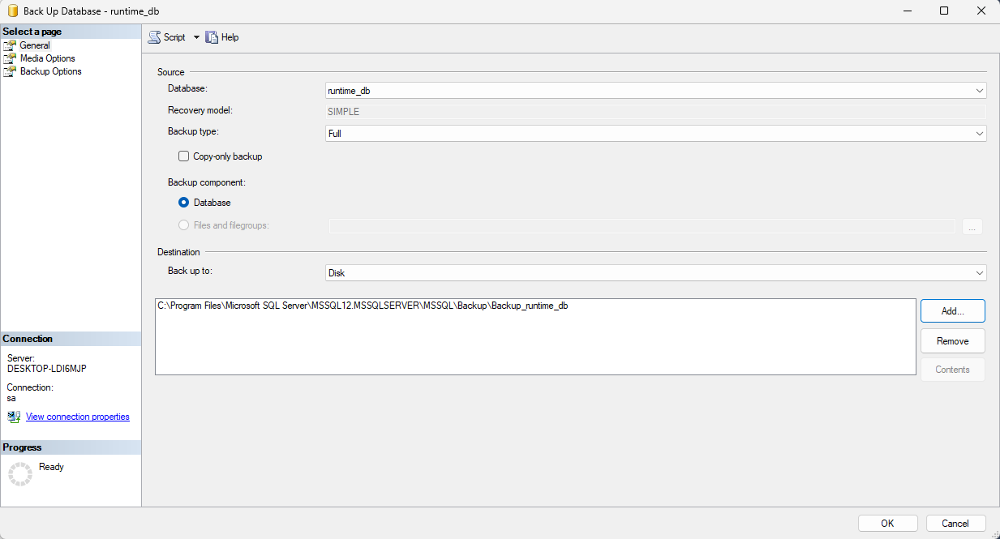 Back Up Database - runtime_db
Select a page
General
Media Options
Backup Options
Script
Help
Source
Database:
runtime_db
Recovery model:
SIMPLE
Backup type:
Full
Copy-only backup
Backup component:
Database
Files and filegroups:
...
Destination
Back up to:
Disk
C:\Program Files\Microsoft SQL Server\MSSQL12.MSSQLSERVER\MSSQL\Backup\Backup_runtime_db
Add...
Remove
Contents
Connection
Server:
DESKTOP-LDI6MJP
Connection:
sa
View connection properties
Progress
Ready
OK
Cancel